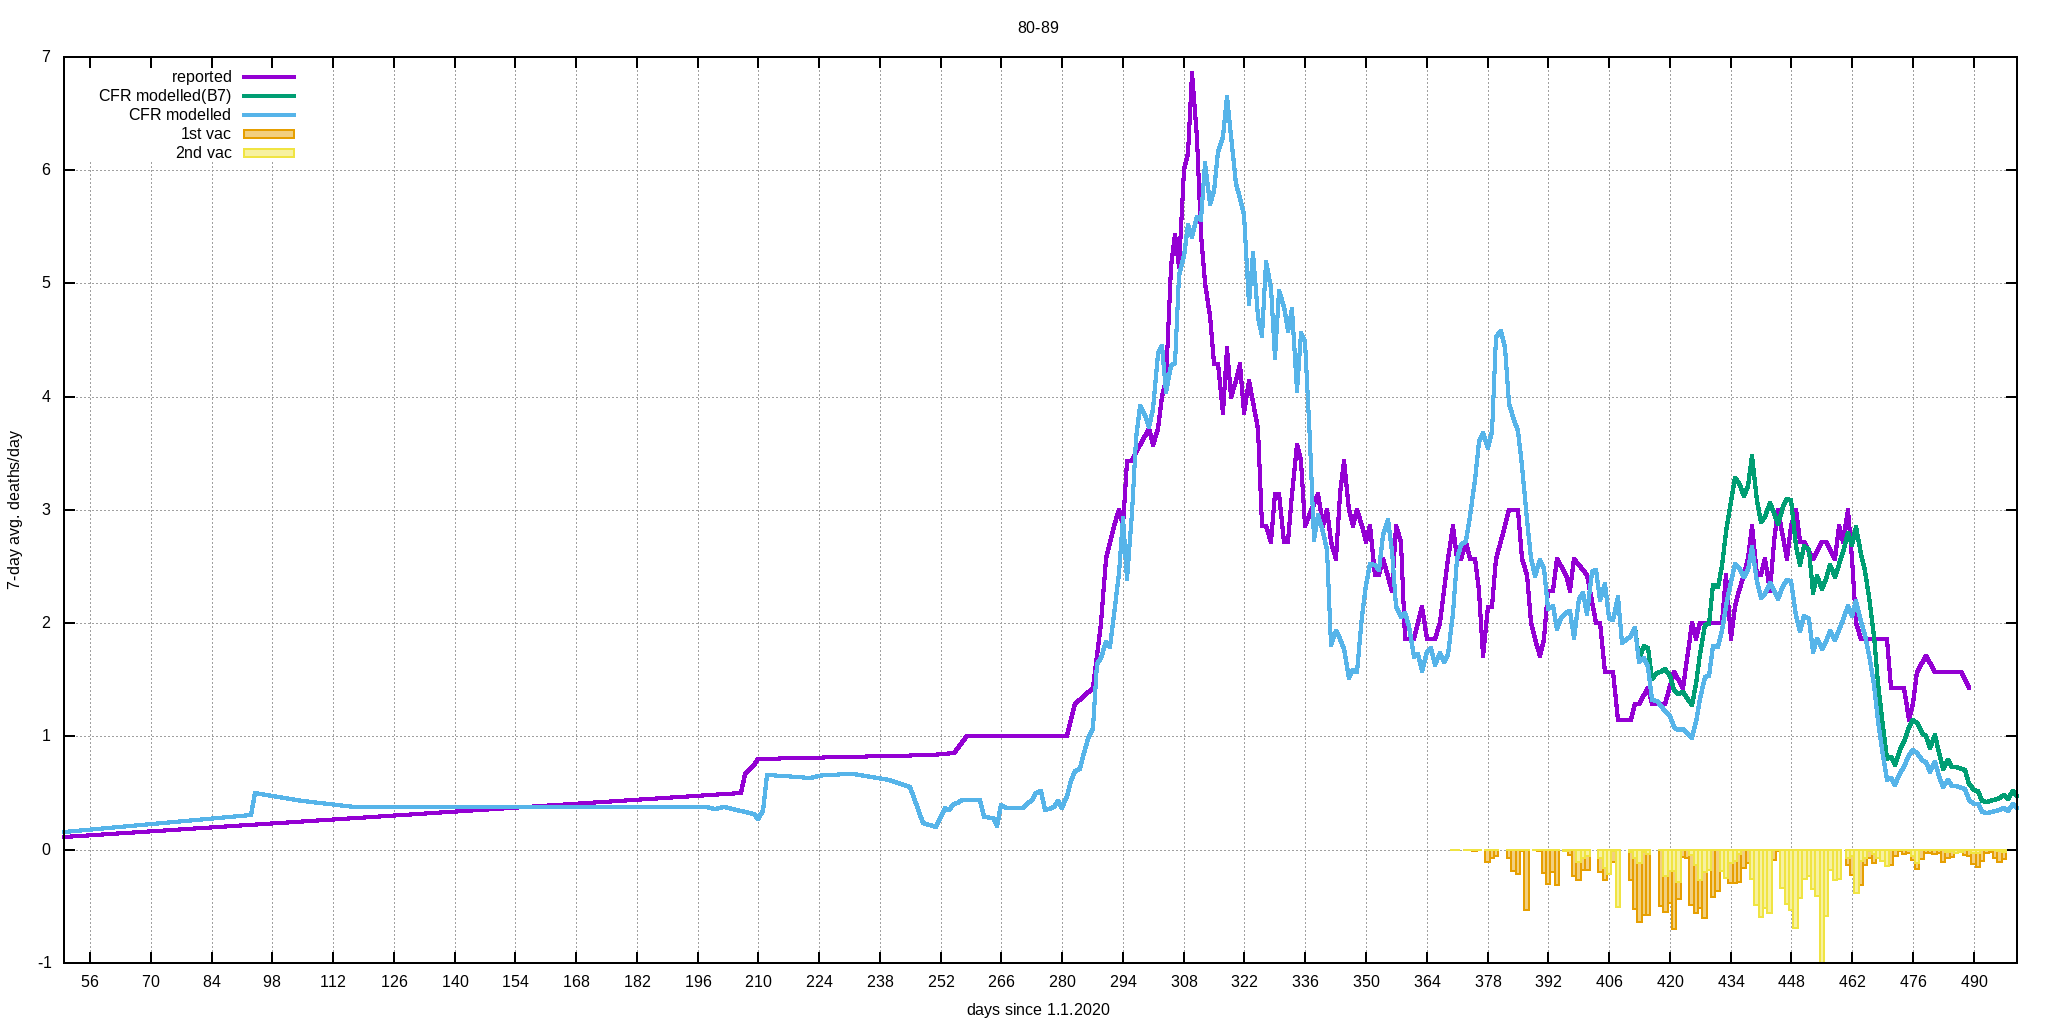 80-89
7
reported
CFR modelled(B7)
CFR modelled
1st vac
2nd vac
6
5
4
3
2
1
0
-1
7-day avg. deaths/day
56 70 84 98 112 126 140 154 168 182 196 210 224 238 252 266 280 294 308 322 336 350 364 378 392 406 420 434 448 462 476 490
days since 1.1.2020